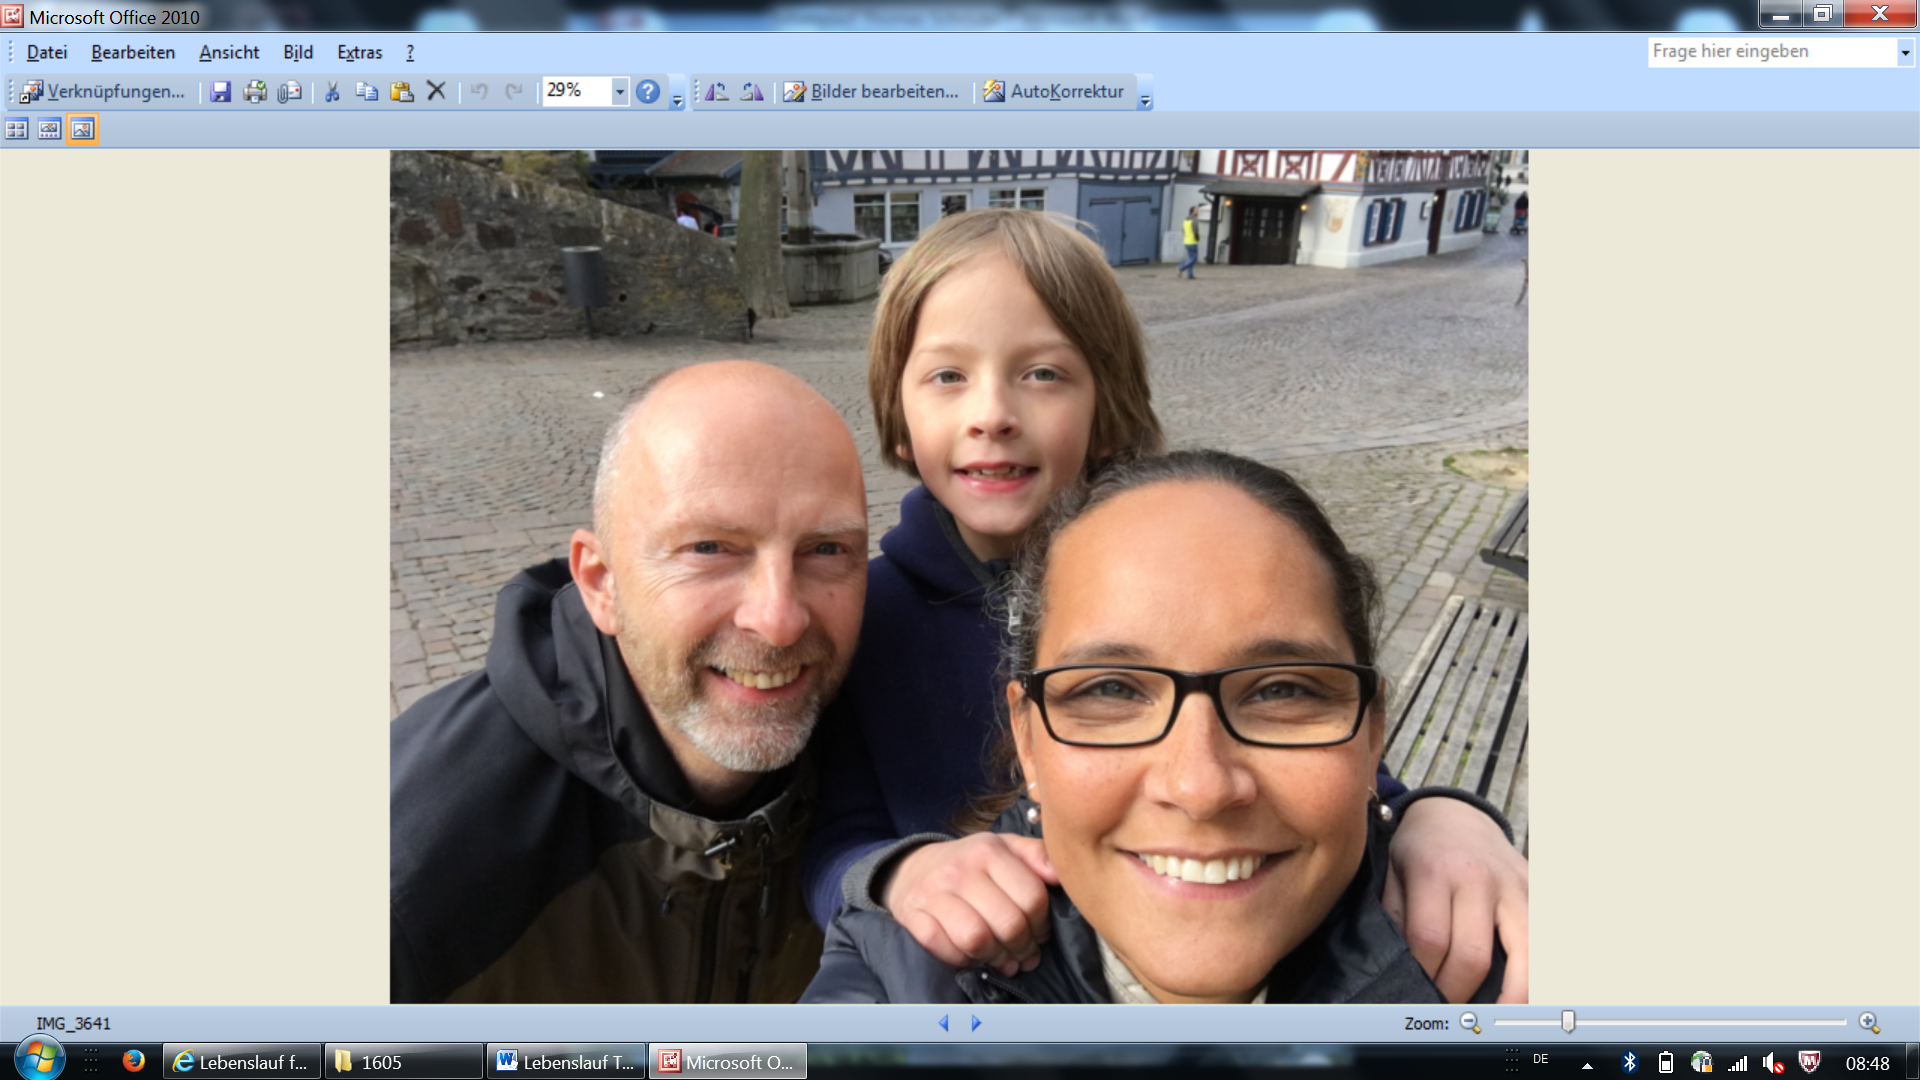 Microsoft Office 2010
Datei Bearbeiten Ansicht Bild Extras ?
Frage hier eingeben
Verknüpfungen... 29% Bilder bearbeiten... AutoKorrektur
IMG_3641
Zoom:
Lebenslauf f... 1605 Lebenslauf T... Microsoft O... DE 08:48